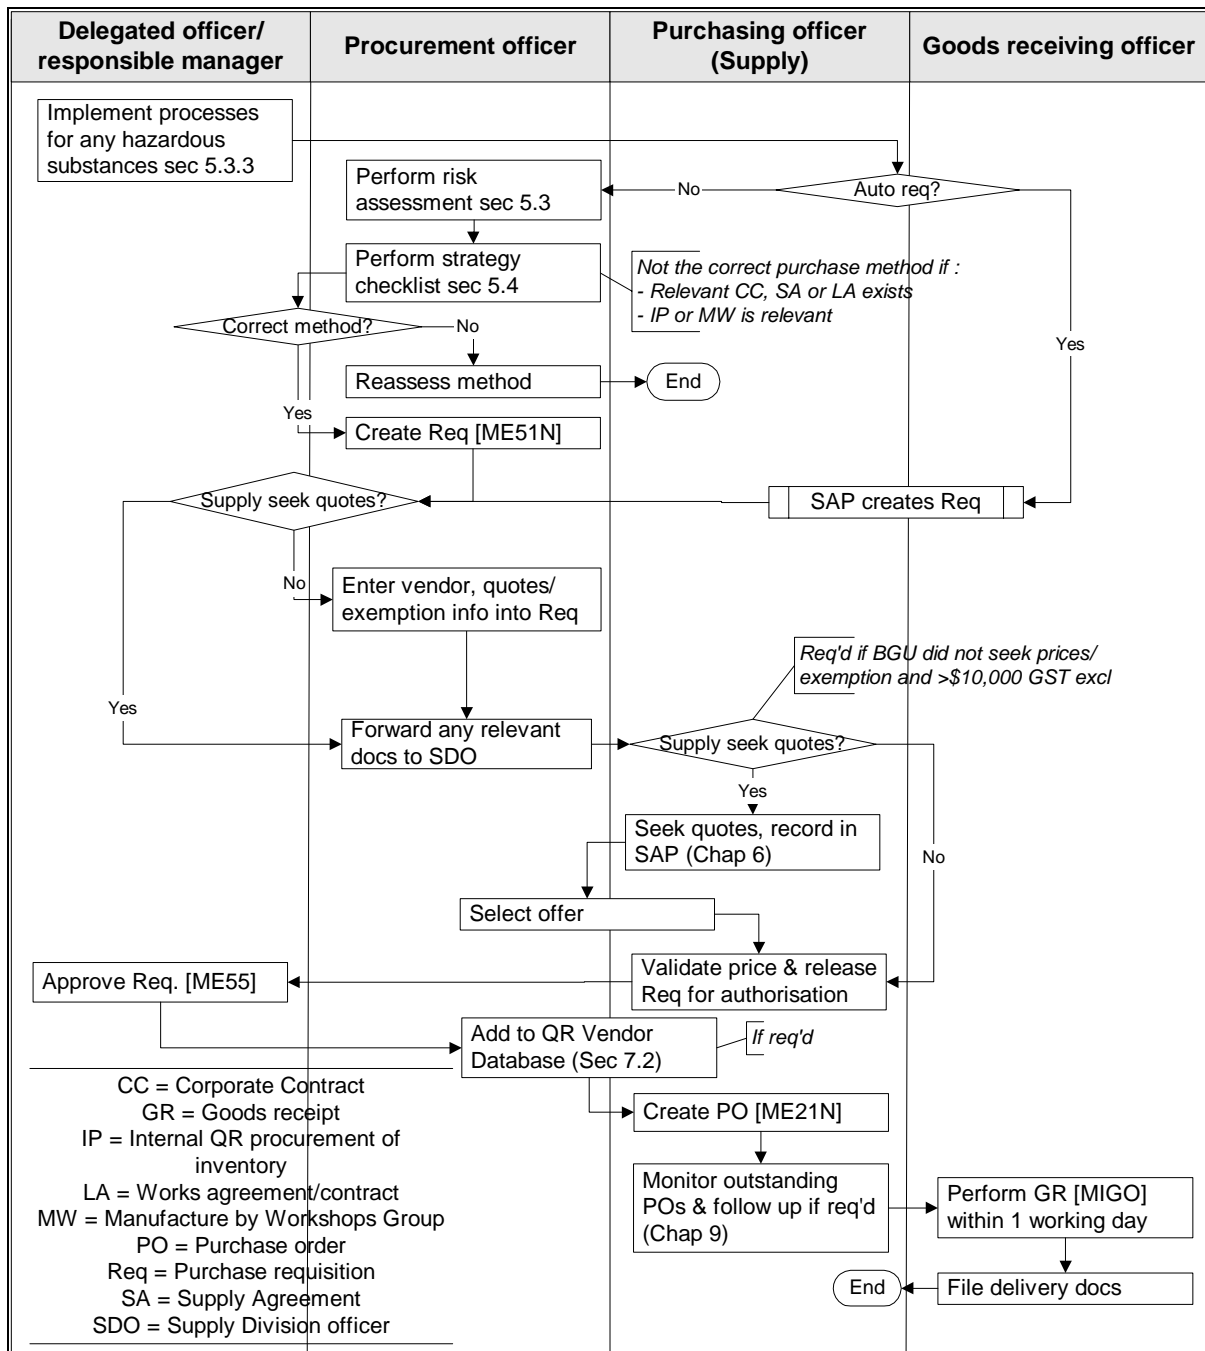 Delegated officer/
responsible manager
Procurement officer
Purchasing officer
(Supply)
Goods receiving officer
Implement processes
for any hazardous
substances sec 5.3.3
Perform risk
assessment sec 5.3
No
Auto req?
Perform strategy
checklist sec 5.4
Not the correct purchase method if :
- Relevant CC, SA or LA exists
- IP or MW is relevant
Correct method?
No
Yes
Reassess method
End
Yes
Create Req [ME51N]
Supply seek quotes?
SAP creates Req
No
Enter vendor, quotes/
exemption info into Req
Req'd if BGU did not seek prices/
exemption and >$10,000 GST excl
Yes
Forward any relevant
docs to SDO
Supply seek quotes?
Yes
Seek quotes, record in
SAP (Chap 6)
No
Select offer
Approve Req. [ME55]
Validate price & release
Req for authorisation
Add to QR Vendor
Database (Sec 7.2)
If req'd
CC = Corporate Contract
GR = Goods receipt
IP = Internal QR procurement of
inventory
LA = Works agreement/contract
MW = Manufacture by Workshops Group
PO = Purchase order
Req = Purchase requisition
SA = Supply Agreement
SDO = Supply Division officer
Create PO [ME21N]
Monitor outstanding
POs & follow up if req'd
(Chap 9)
Perform GR [MIGO]
within 1 working day
End
File delivery docs